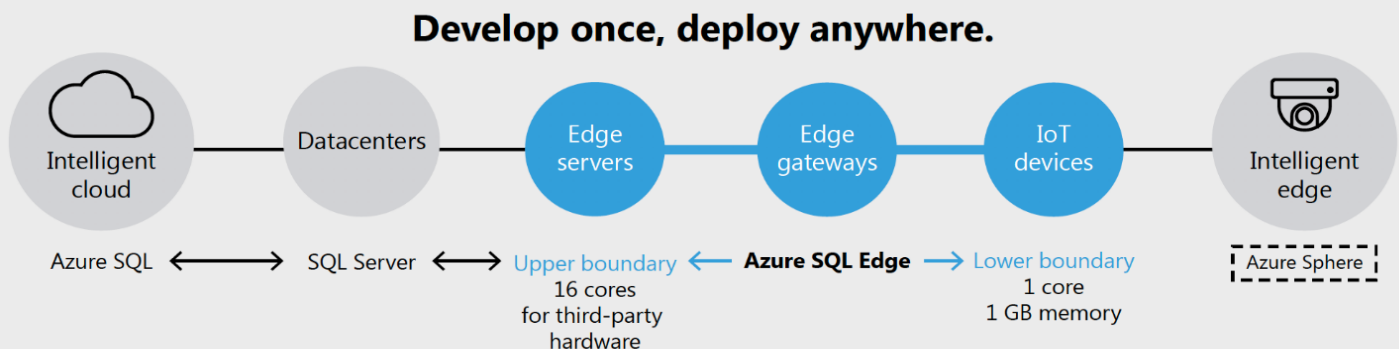 Develop once, deploy anywhere.
Intelligent
cloud
Datacenters
Edge
servers
Edge
gateways
IoT
devices
Intelligent
edge
Azure SQL
SQL Server
Upper boundary
16 cores
for third-party
hardware
Azure SQL Edge
Lower boundary
1 core
1 GB memory
Azure Sphere